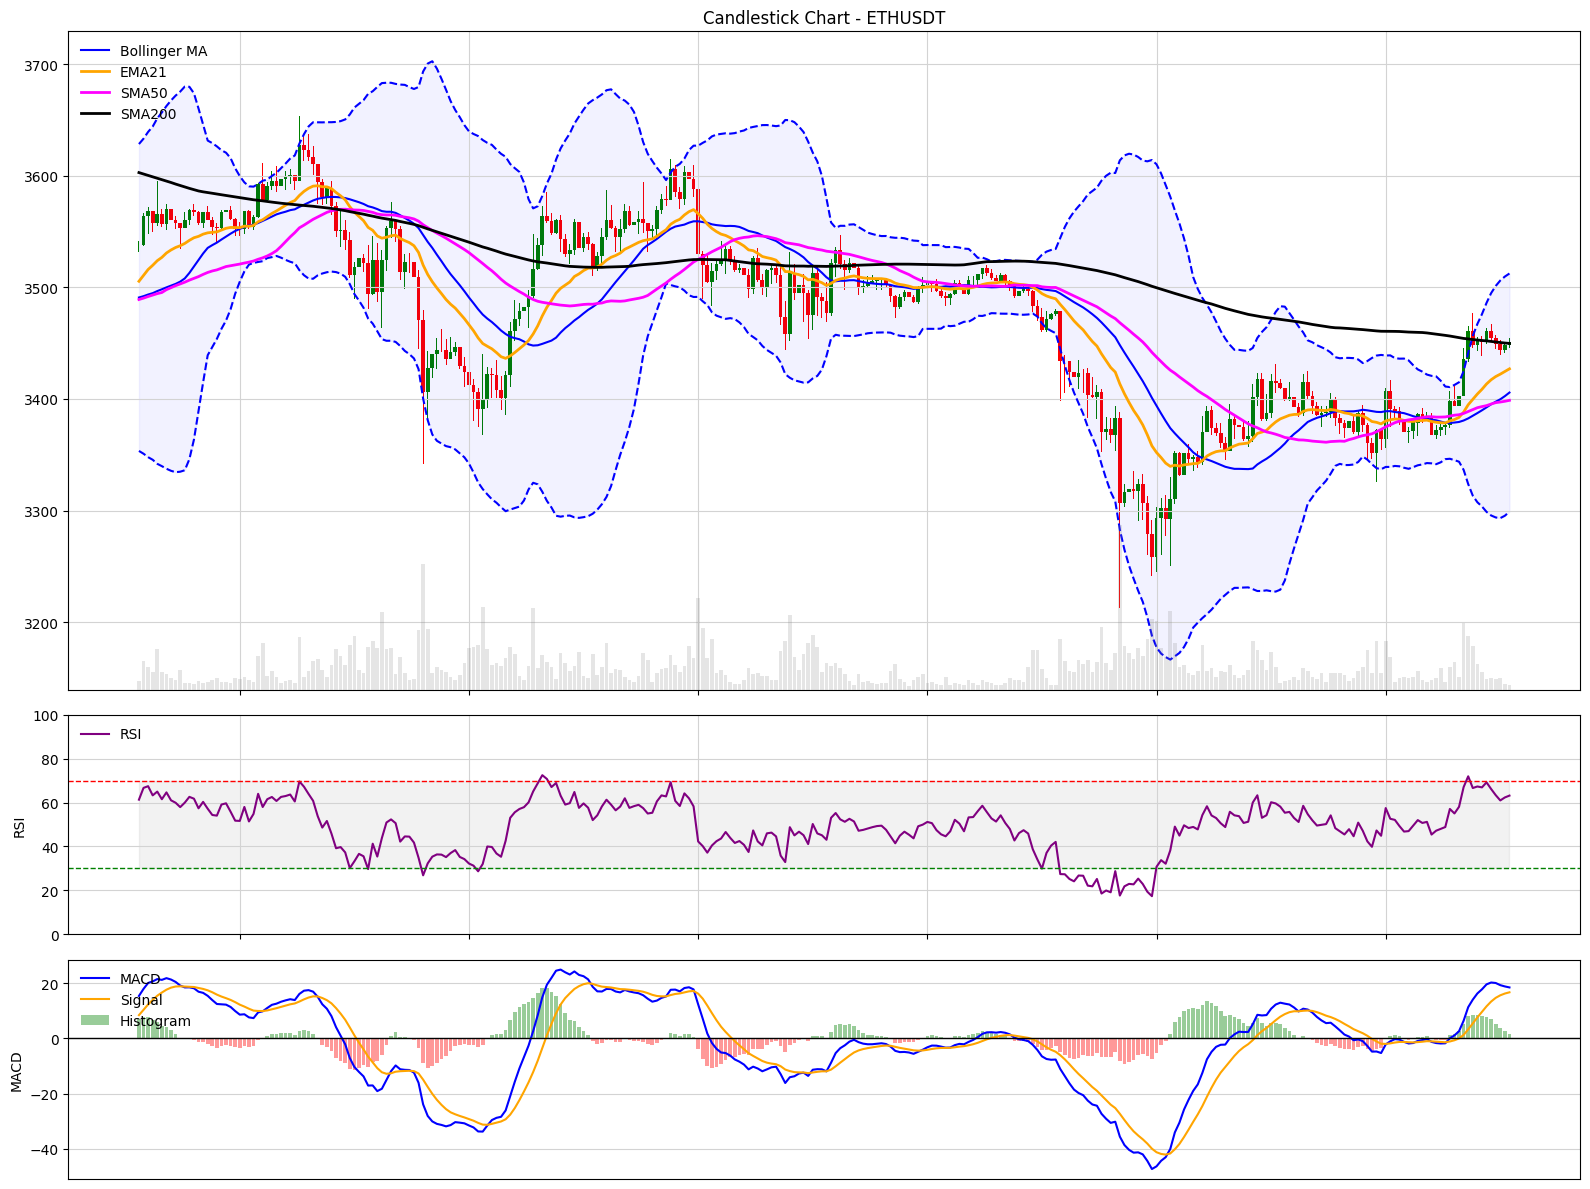 Candlestick Chart - ETHUSDT
Bollinger MA
EMA21
SMA50
SMA200
3700
3600
3500
3400
3300
3200
RSI
100
80
60
40
20
0
RSI
MACD
Signal
Histogram
20
0
−20
−40
MACD